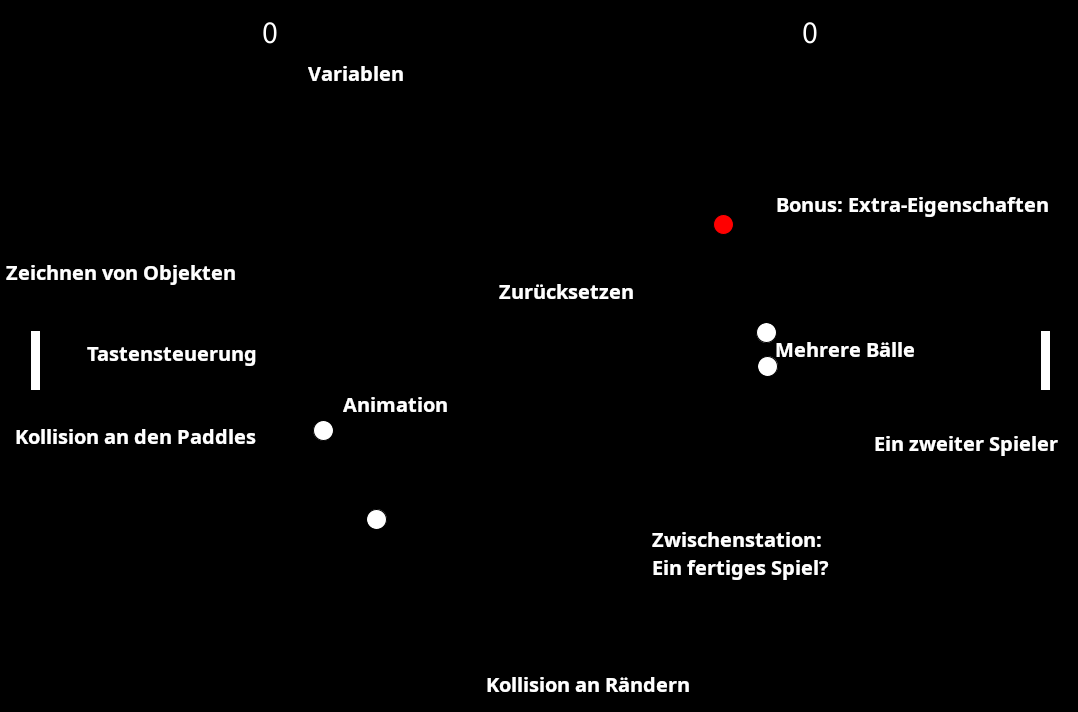 0
0
Variablen
Bonus: Extra-Eigenschaften
Zeichnen von Objekten
Zurücksetzen
Tastensteuerung
Mehrere Bälle
Animation
Kollision an den Paddles
Ein zweiter Spieler
Zwischenstation:
Ein fertiges Spiel?
Kollision an Rändern